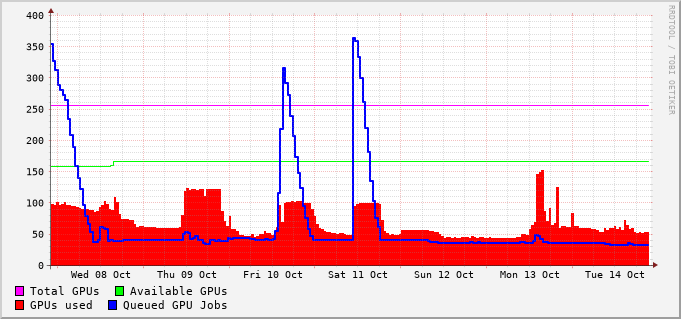 400
350
300
250
200
150
100
50
0
Wed 08 Oct Thu 09 Oct Fri 10 Oct Sat 11 Oct Sun 12 Oct Mon 13 Oct Tue 14 Oct
Total GPUs Available GPUs
GPUs used Queued GPU Jobs
RRDTOOL / TOBI OETIKER